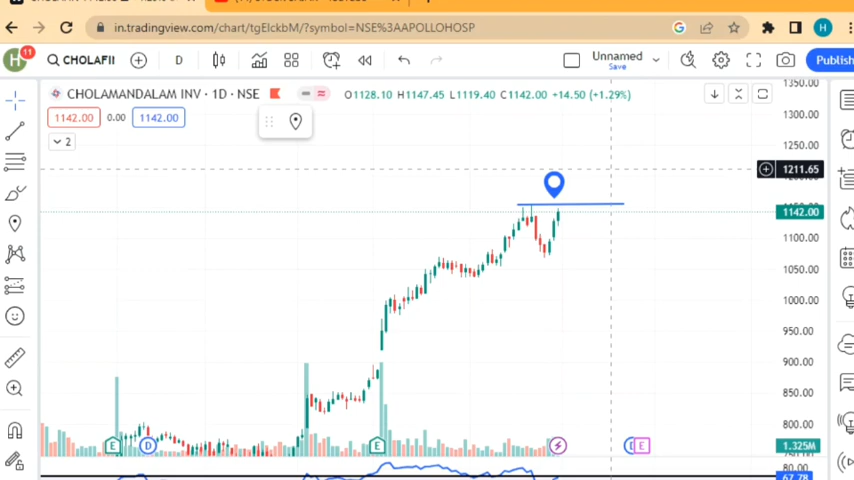 in.tradingview.com/chart/tgElckbM/?symbol=NSE%3AAPOLLOHOSP
H
H
11
CHOLAFII
D
Unnamed
Save
Publish
CHOLAMANDALAM INV · 1D · NSE
O1128.10 H1147.45 L1119.40 C1142.00 +14.50 (+1.29%)
1142.00
0.00
1142.00
2
1350.00
1300.00
1250.00
1211.65
1142.00
1100.00
1050.00
1000.00
950.00
900.00
850.00
800.00
E
D
E
E
1.325M
80.00
67.78